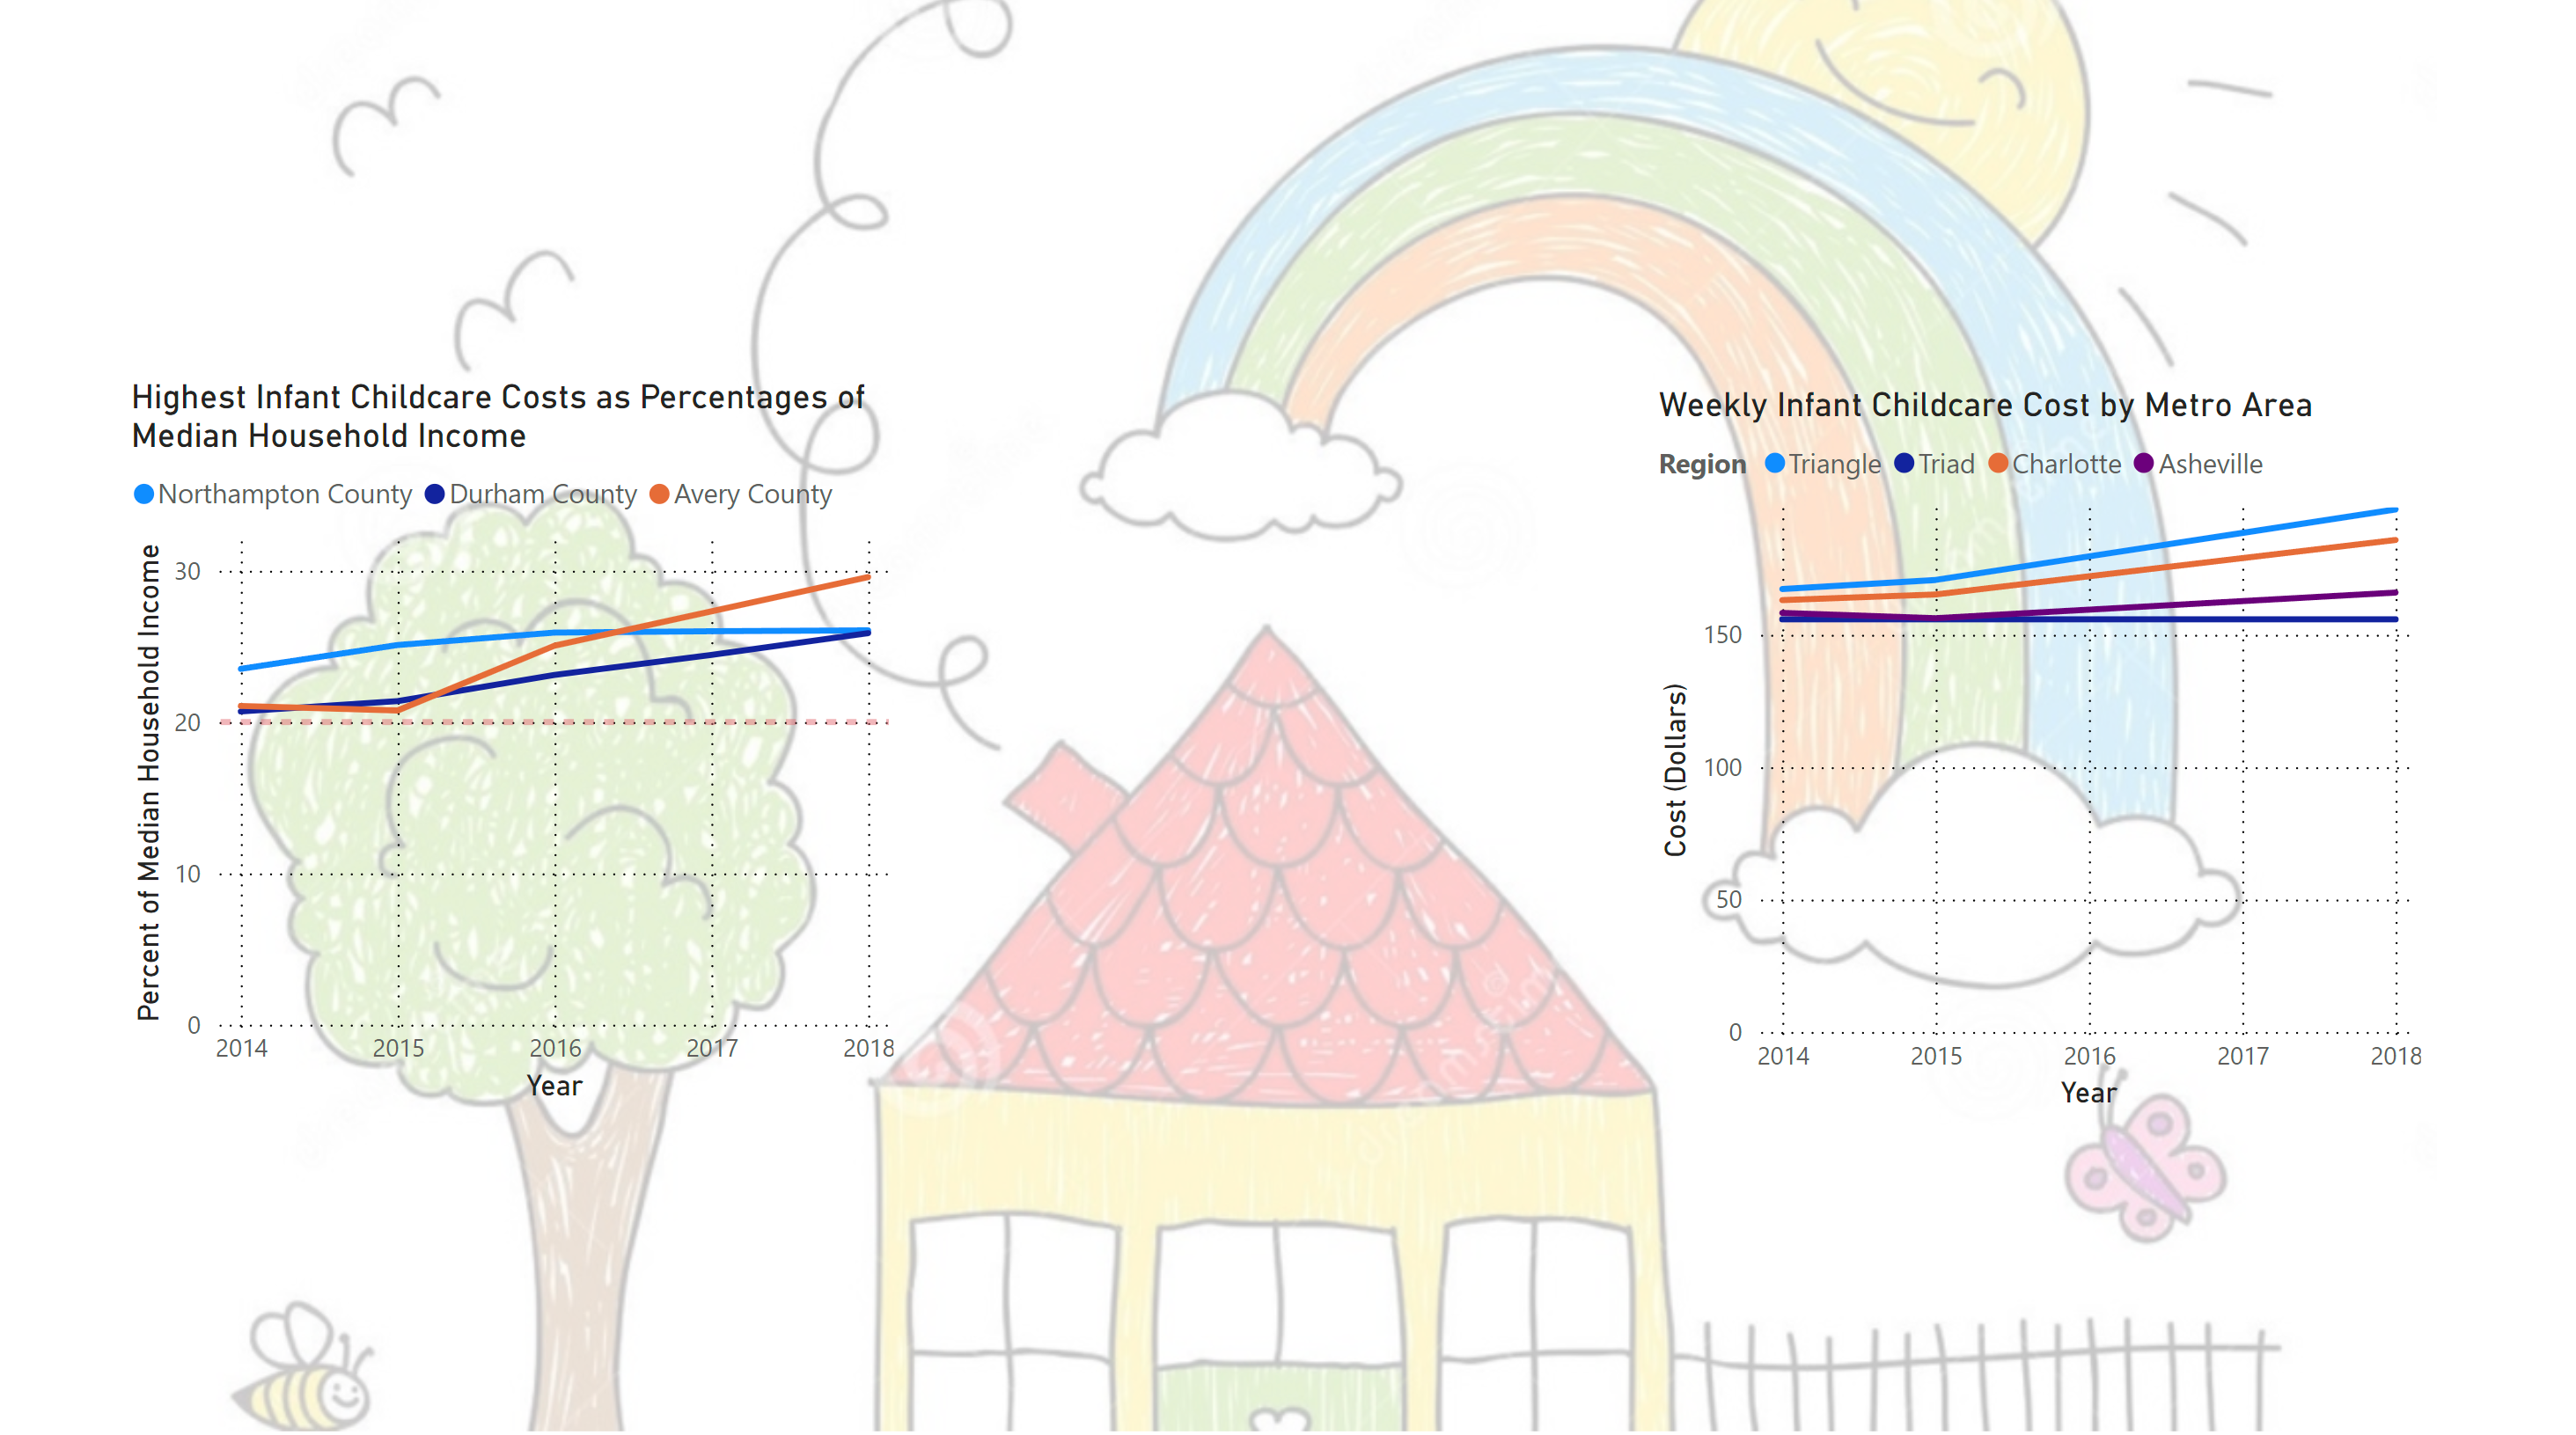 Highest Infant Childcare Costs as Percentages of
Median Household Income
Northampton County Durham County Avery County
Percent of Median Household Income
30
20
10
0
2014 2015 2016 2017 2018
Year
Weekly Infant Childcare Cost by Metro Area
Region Triangle Triad Charlotte Asheville
Cost (Dollars)
150
100
50
0
2014 2015 2016 2017 2018
Year